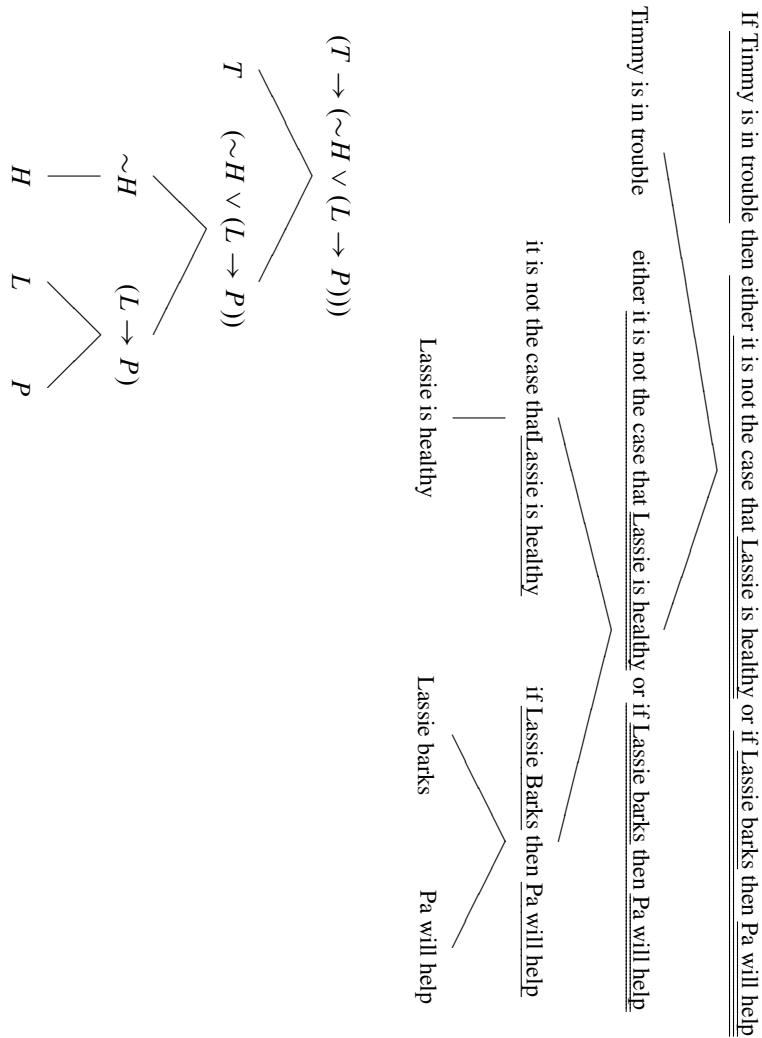 If Timmy is in trouble then either it is not the case that Lassie is healthy or if Lassie barks then Pa will help
Timmy is in trouble either it is not the case that Lassie is healthy or if Lassie barks then Pa will help
it is not the case thatLassie is healthy if Lassie Barks then Pa will help
Lassie is healthy Lassie barks Pa will help
(T → (∼H ∨ (L → P)))
T (∼H ∨ (L → P))
∼H (L → P)
H L P